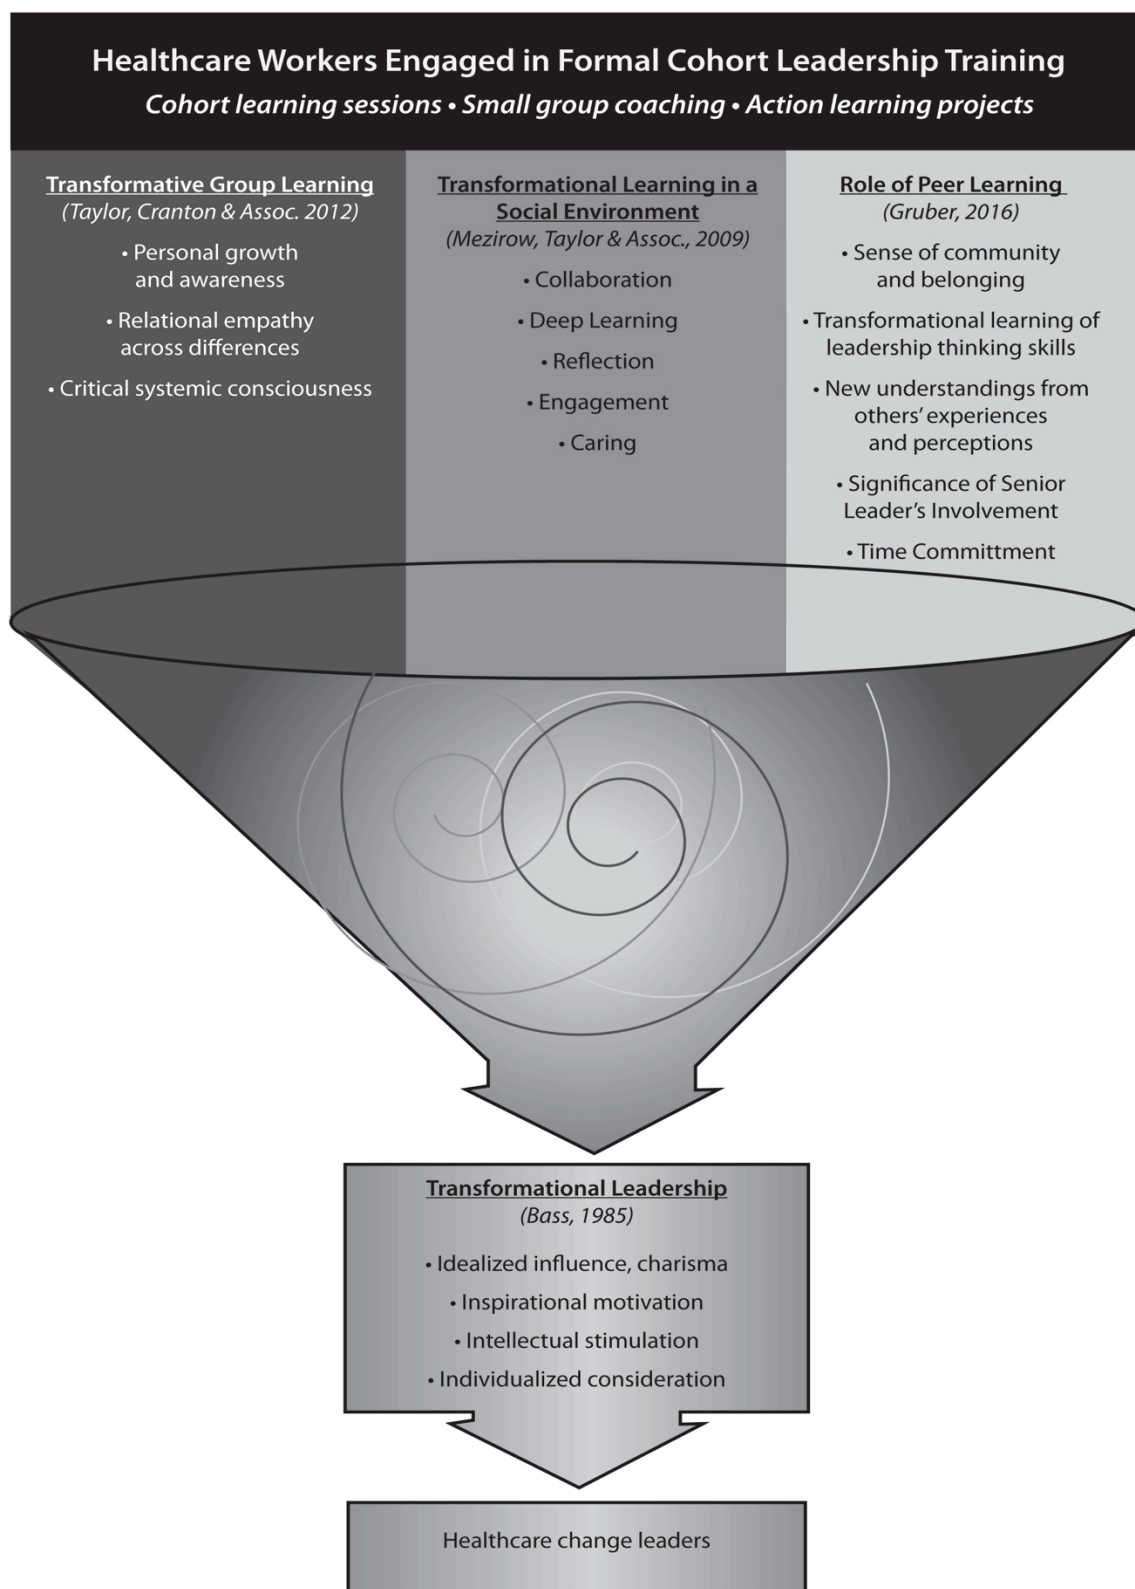 Healthcare Workers Engaged in Formal Cohort Leadership Training
Cohort learning sessions • Small group coaching • Action learning projects
Transformative Group Learning
(Taylor, Cranton & Assoc. 2012)
• Personal growth
and awareness
• Relational empathy
across differences
• Critical systemic consciousness
Transformational Learning in a
Social Environment
(Mezirow, Taylor & Assoc., 2009)
• Collaboration
• Deep Learning
• Reflection
• Engagement
• Caring
Role of Peer Learning
(Gruber, 2016)
• Sense of community
and belonging
• Transformational learning of
leadership thinking skills
• New understandings from
others’ experiences
and perceptions
• Significance of Senior
Leader’s Involvement
• Time Committment
Transformational Leadership
(Bass, 1985)
• Idealized influence, charisma
• Inspirational motivation
• Intellectual stimulation
• Individualized consideration
Healthcare change leaders